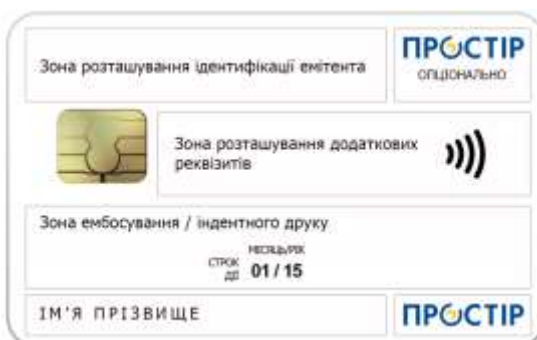 Зона розташування ідентифікації емітента
ПРОСТІР
ОПЦІОНАЛЬНО
Зона розташування додаткових
реквізитів
Зона ембосування / індентного друку
МІСЯЦЬ/РІК
СТРОК
ДІЇ 01 / 15
ІМ'Я ПРІЗВИЩЕ
ПРОСТІР